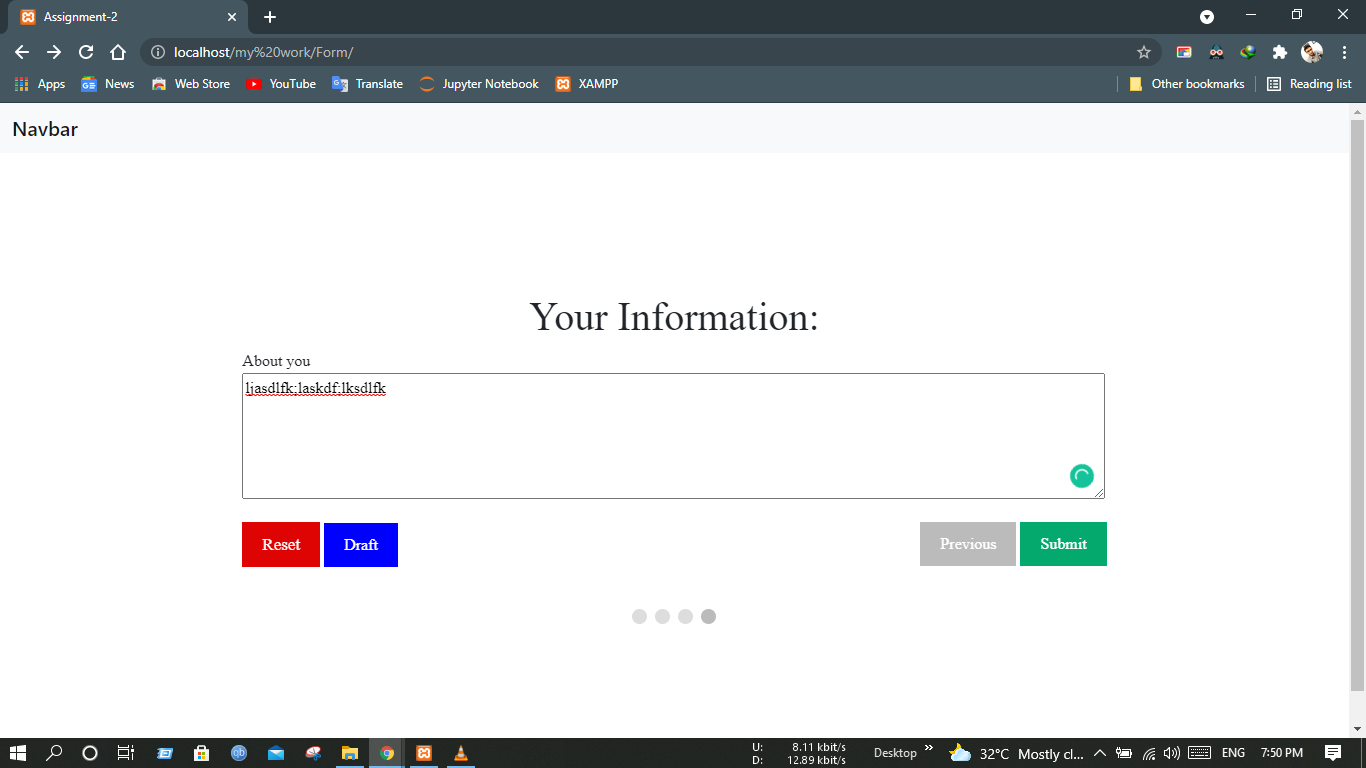 Assignment-2
localhost/my%20work/Form/
Apps News Web Store YouTube Translate Jupyter Notebook XAMPP Other bookmarks Reading list
Navbar
Your Information:
About you
ljasdlfk;laskdf;lksdlfk
Reset Draft Previous Submit
U: 8.11 kbit/s
D: 12.89 kbit/s
Desktop » 32°C Mostly cl... ENG 7:50 PM